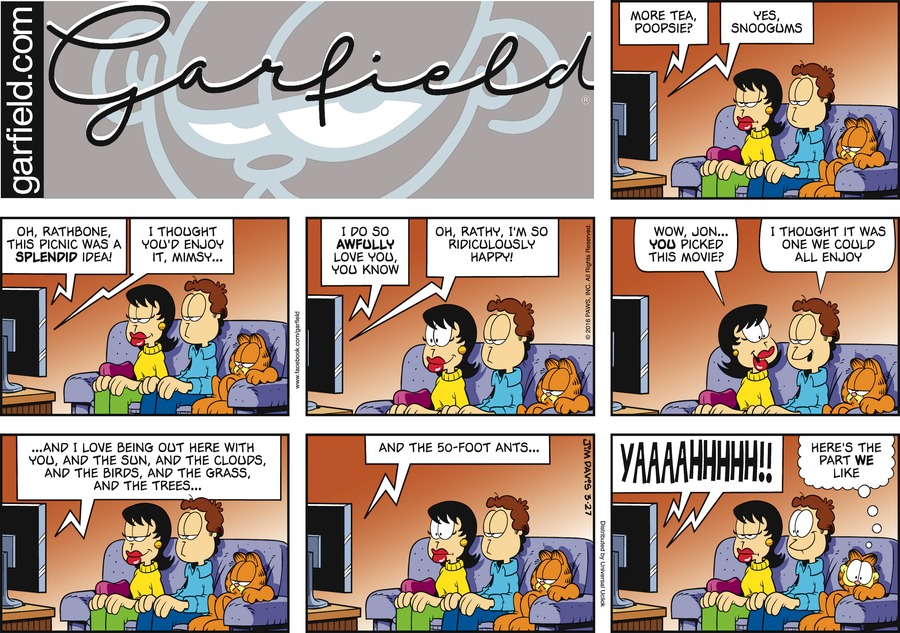 garfield.com
Garfield
®
MORE TEA,
POOPSIE?
YES,
SNOOGUMS
OH, RATHBONE,
THIS PICNIC WAS A
SPLENDID IDEA!
I THOUGHT
YOU'D ENJOY
IT, MIMSY...
www.facebook.com/garfield
I DO SO
AWFULLY
LOVE YOU,
YOU KNOW
OH, RATHY, I'M SO
RIDICULOUSLY
HAPPY!
© 2016 PAWS, INC. All Rights Reserved.
WOW, JON...
YOU PICKED
THIS MOVIE?
I THOUGHT IT WAS
ONE WE COULD
ALL ENJOY
...AND I LOVE BEING OUT HERE WITH
YOU, AND THE SUN, AND THE CLOUDS,
AND THE BIRDS, AND THE GRASS,
AND THE TREES...
AND THE 50-FOOT ANTS...
JIM DAVIS 3-27
Distributed by Universal Uclick
YAAAAHHHHH!!
HERE'S THE
PART WE
LIKE